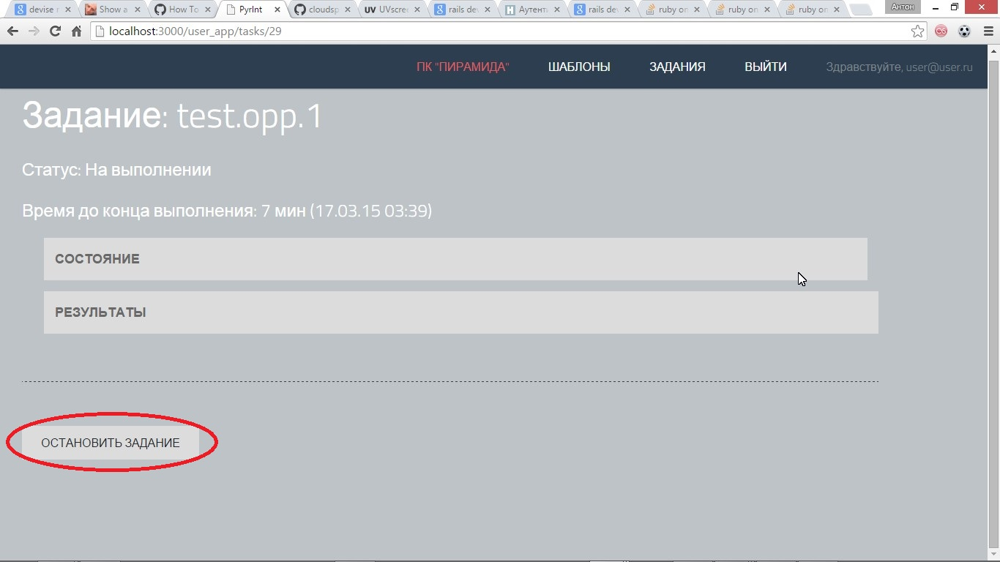 devise r Show a How To PyrInt cloudsp UVscre rails dev Аутент rails dev ruby on ruby on ruby on Антон
localhost:3000/user_app/tasks/29
ПК "ПИРАМИДА" ШАБЛОНЫ ЗАДАНИЯ ВЫЙТИ Здравствуйте, user@user.ru
Задание: test.opp.1
Статус: На выполнении
Время до конца выполнения: 7 мин (17.03.15 03:39)
СОСТОЯНИЕ
РЕЗУЛЬТАТЫ
ОСТАНОВИТЬ ЗАДАНИЕ